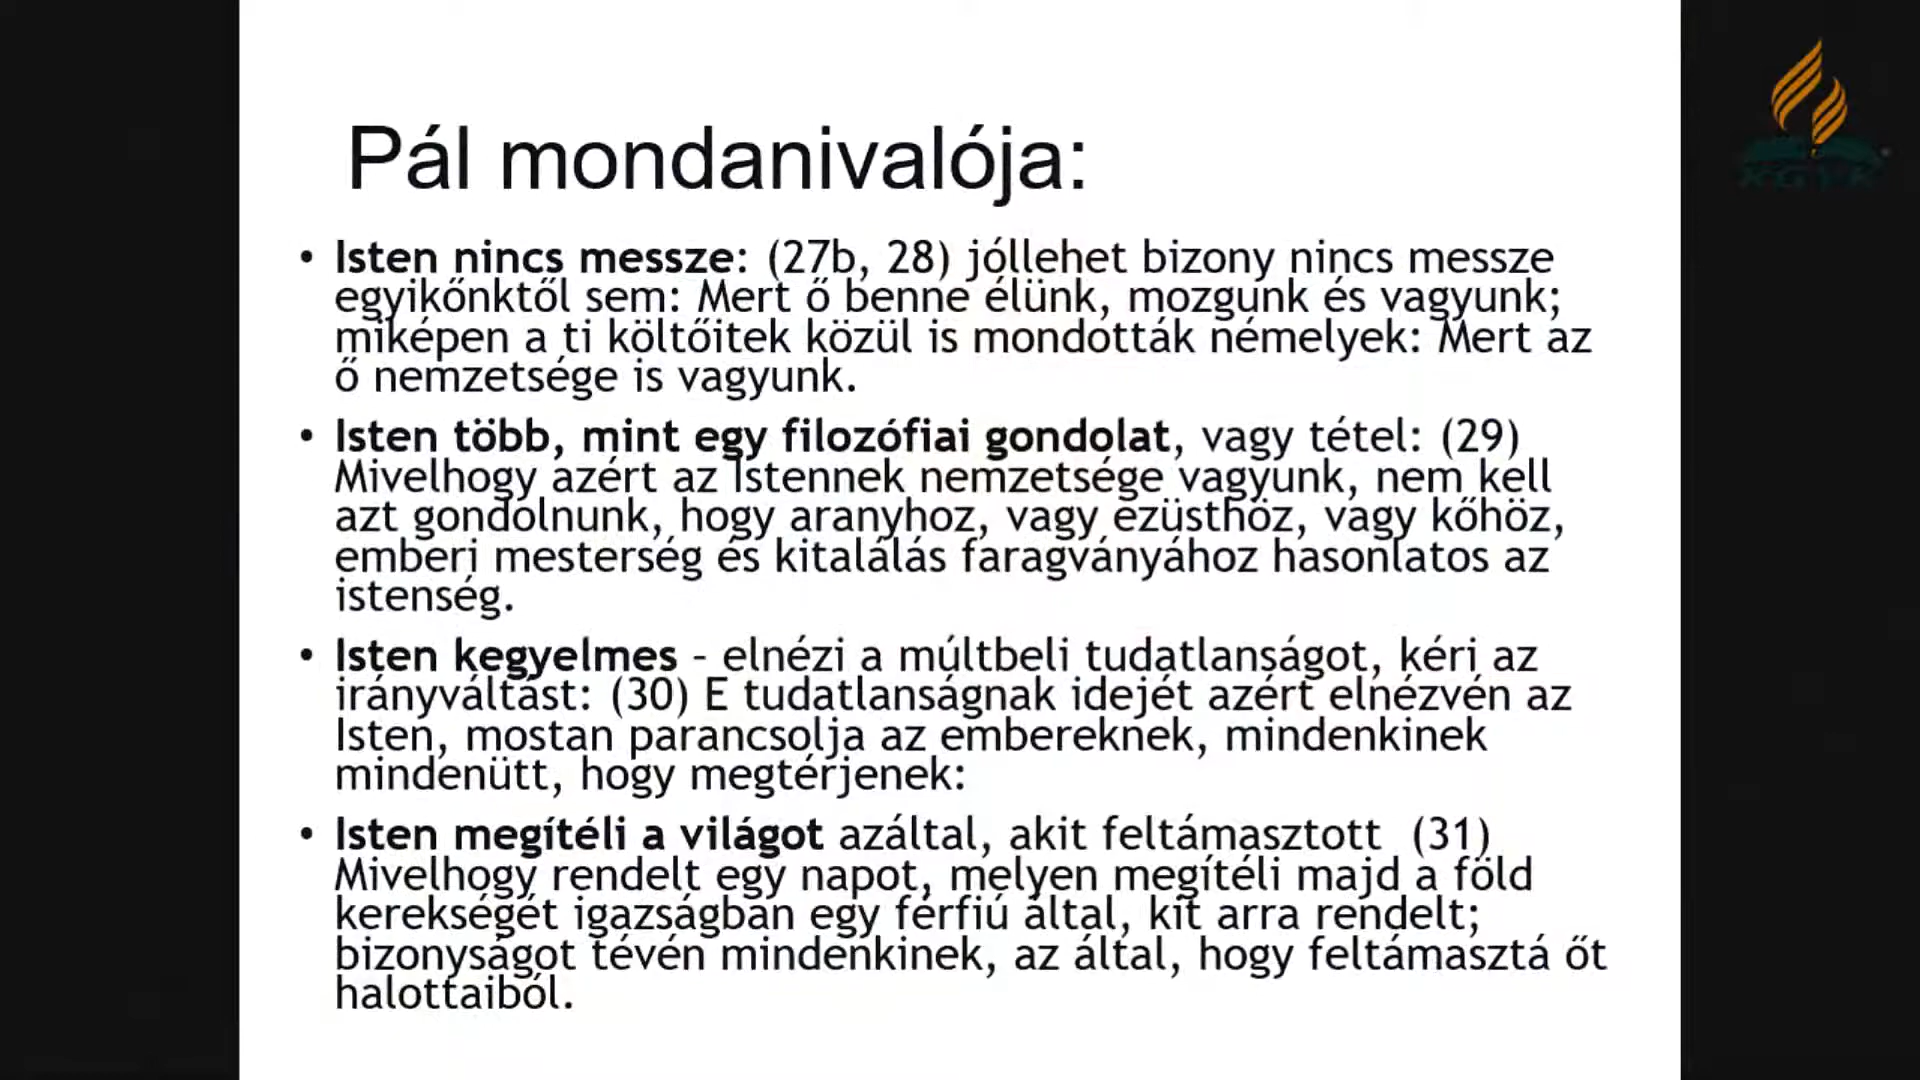 Pál mondanivalója:
• Isten nincs messze: (27b, 28) jóllehet bizony nincs messze
egyikőnktől sem: Mert ő benne élünk, mozgunk és vagyunk;
miképen a ti költőitek közül is mondották némelyek: Mert az
ő nemzetsége is vagyunk.
• Isten több, mint egy filozófiai gondolat, vagy tétel: (29)
Mivelhogy azért az Istennek nemzetsége vagyunk, nem kell
azt gondolnunk, hogy aranyhoz, vagy ezüsthöz, vagy kőhöz,
emberi mesterség és kitalálás faragványához hasonlatos az
istenség.
• Isten kegyelmes – elnézi a múltbeli tudatlanságot, kéri az
irányváltást: (30) E tudatlanságnak idejét azért elnézvén az
Isten, mostan parancsolja az embereknek, mindenkinek
mindenütt, hogy megtérjenek:
• Isten megítéli a világot azáltal, akit feltámasztott (31)
Mivelhogy rendelt egy napot, melyen megítéli majd a föld
kerekségét igazságban egy férfiú által, kit arra rendelt;
bizonyságot tévén mindenkinek, az által, hogy feltámasztá őt
halottaiból.